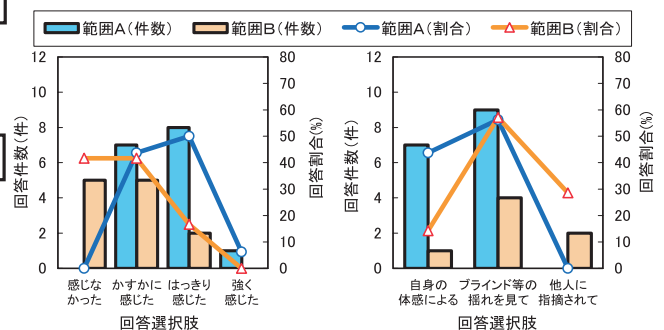 範囲A(件数) 範囲B(件数) 範囲A(割合) 範囲B(割合)
回答件数(件)
12
10
8
6
4
2
0
80
70
60
50
40
30
20
10
0
回答割合(%)
感じな
かった
かすかに
感じた
はっきり
感じた
強く
感じた
回答選択肢
回答件数(件)
12
10
8
6
4
2
0
80
70
60
50
40
30
20
10
0
回答割合(%)
自身の
体感による
ブラインド等の
揺れを見て
他人に
指摘されて
回答選択肢